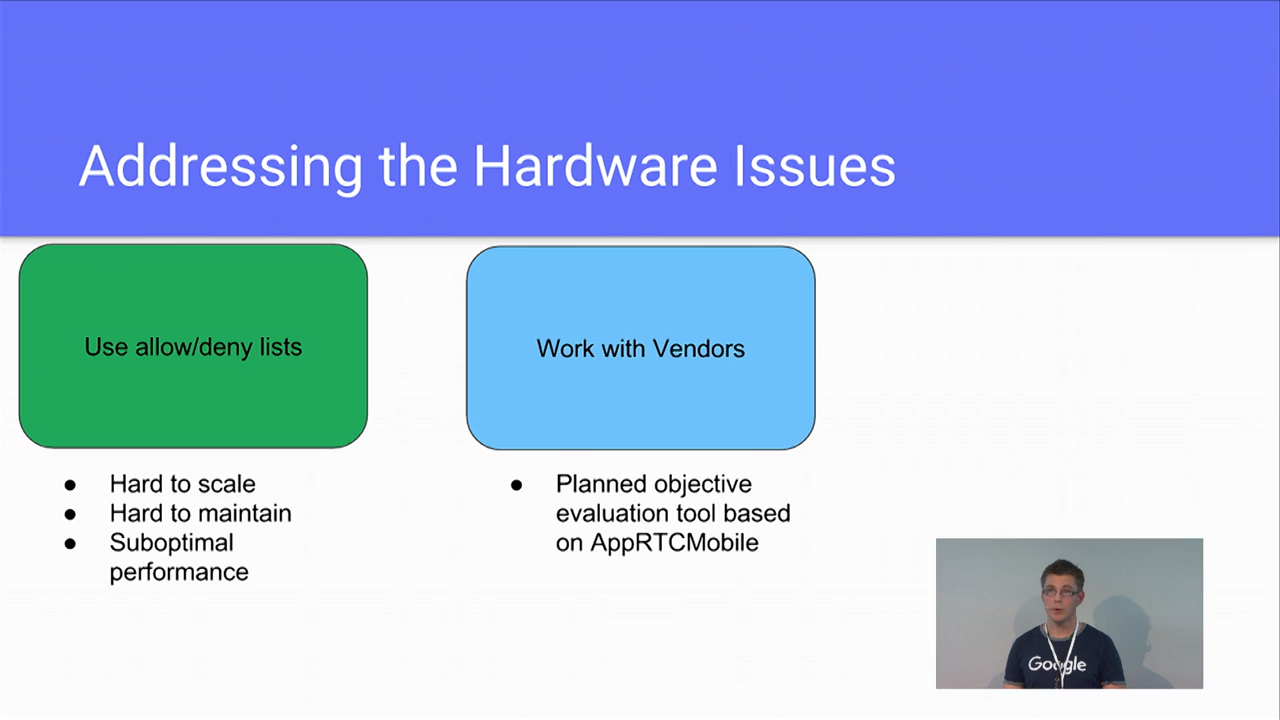 Addressing the Hardware Issues
Use allow/deny lists
Work with Vendors
● Hard to scale
● Hard to maintain
● Suboptimal
performance
● Planned objective
evaluation tool based
on AppRTCMobile
Google